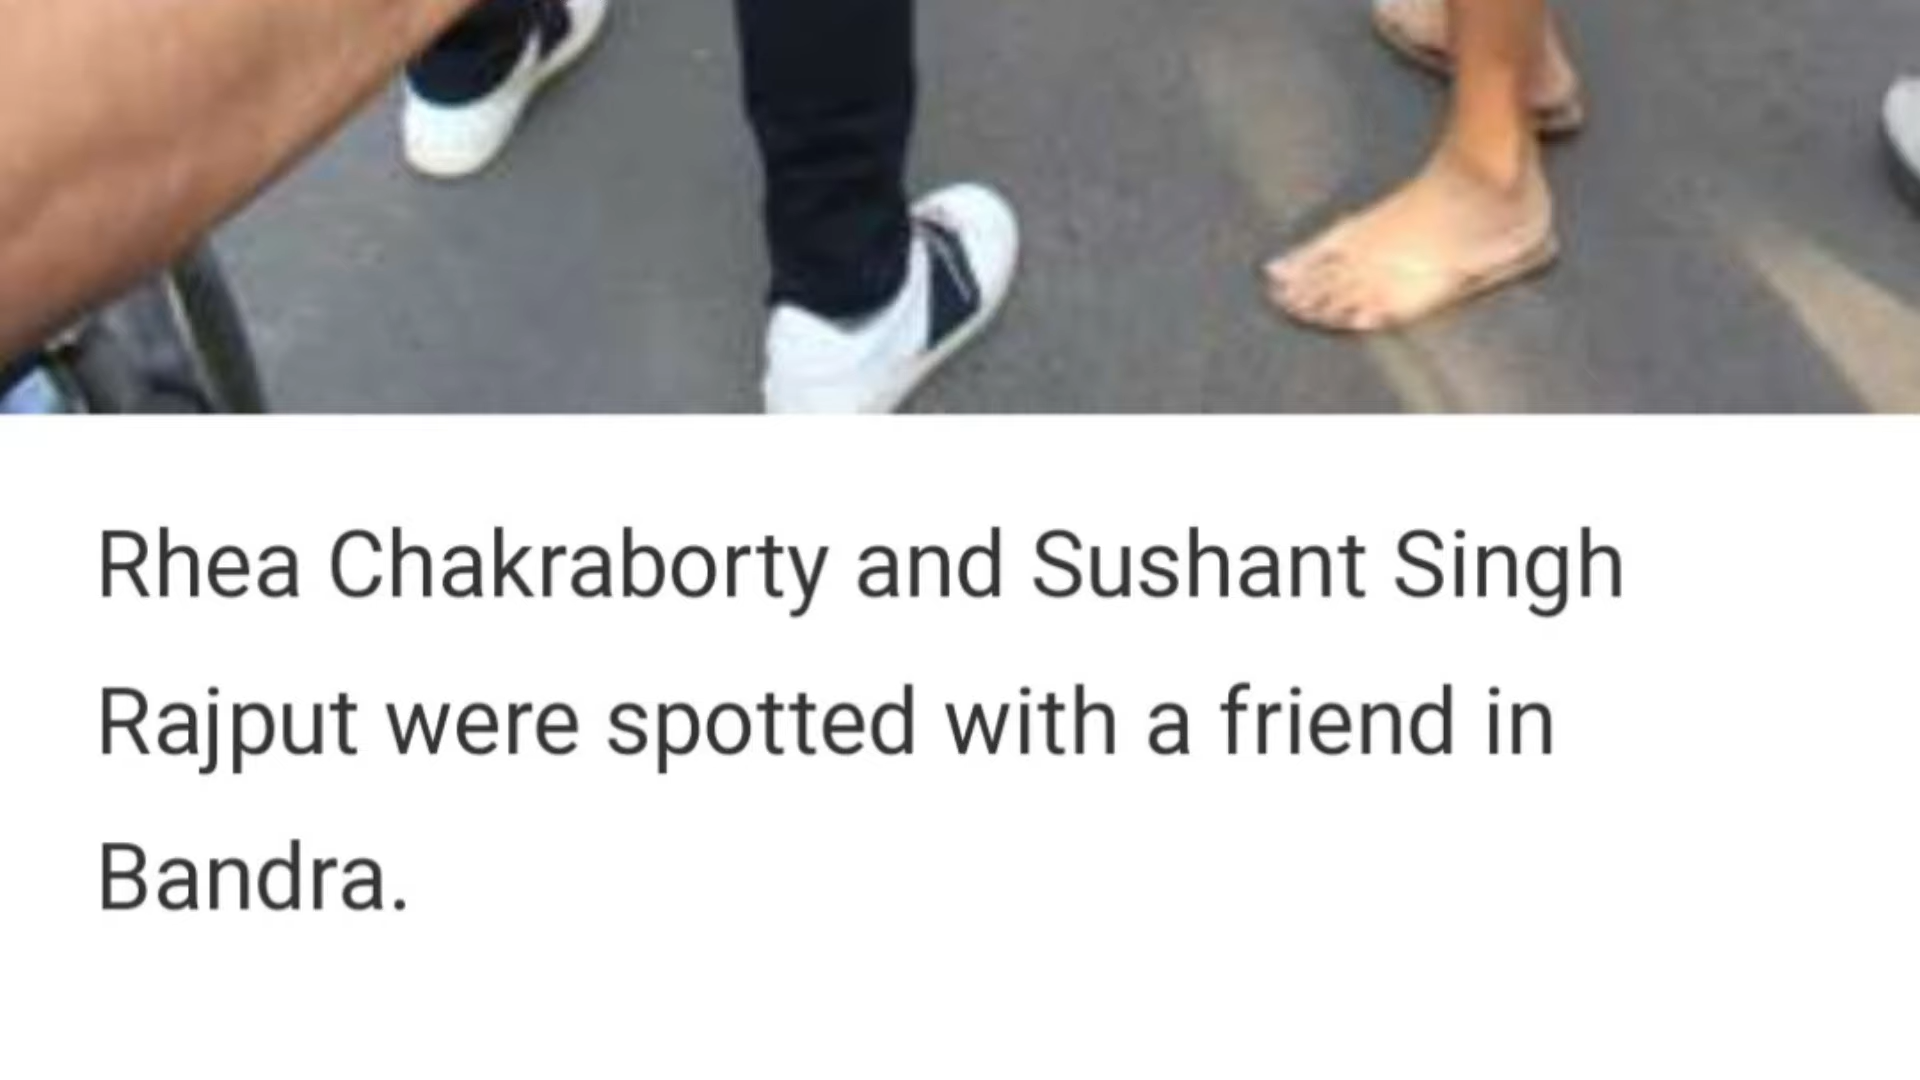 Rhea Chakraborty and Sushant Singh
Rajput were spotted with a friend in
Bandra.